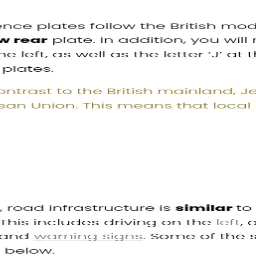 ence plates follow the British mod
w rear plate. In addition, you will n
he left, as well as the letter ‘J’ at th
plates.
ontrast to the British mainland, Je
ean Union. This means that local
, road infrastructure is similar to
This includes driving on the left, a
and warning signs. Some of the s
below.